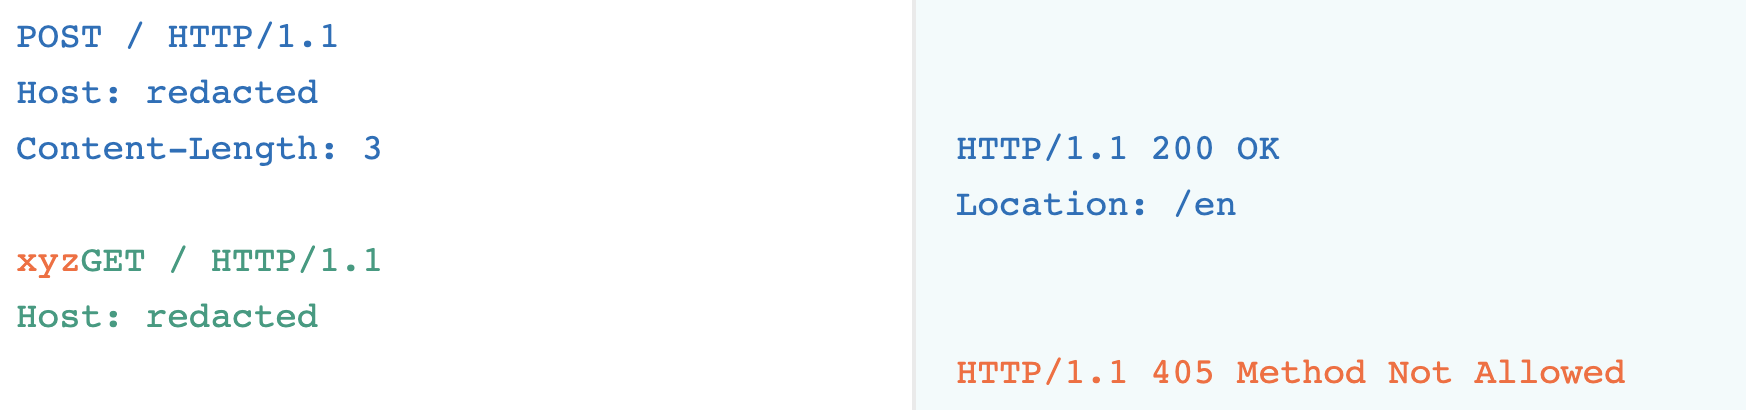 POST / HTTP/1.1
Host: redacted
Content-Length: 3
xyzGET / HTTP/1.1
Host: redacted
HTTP/1.1 200 OK
Location: /en
HTTP/1.1 405 Method Not Allowed